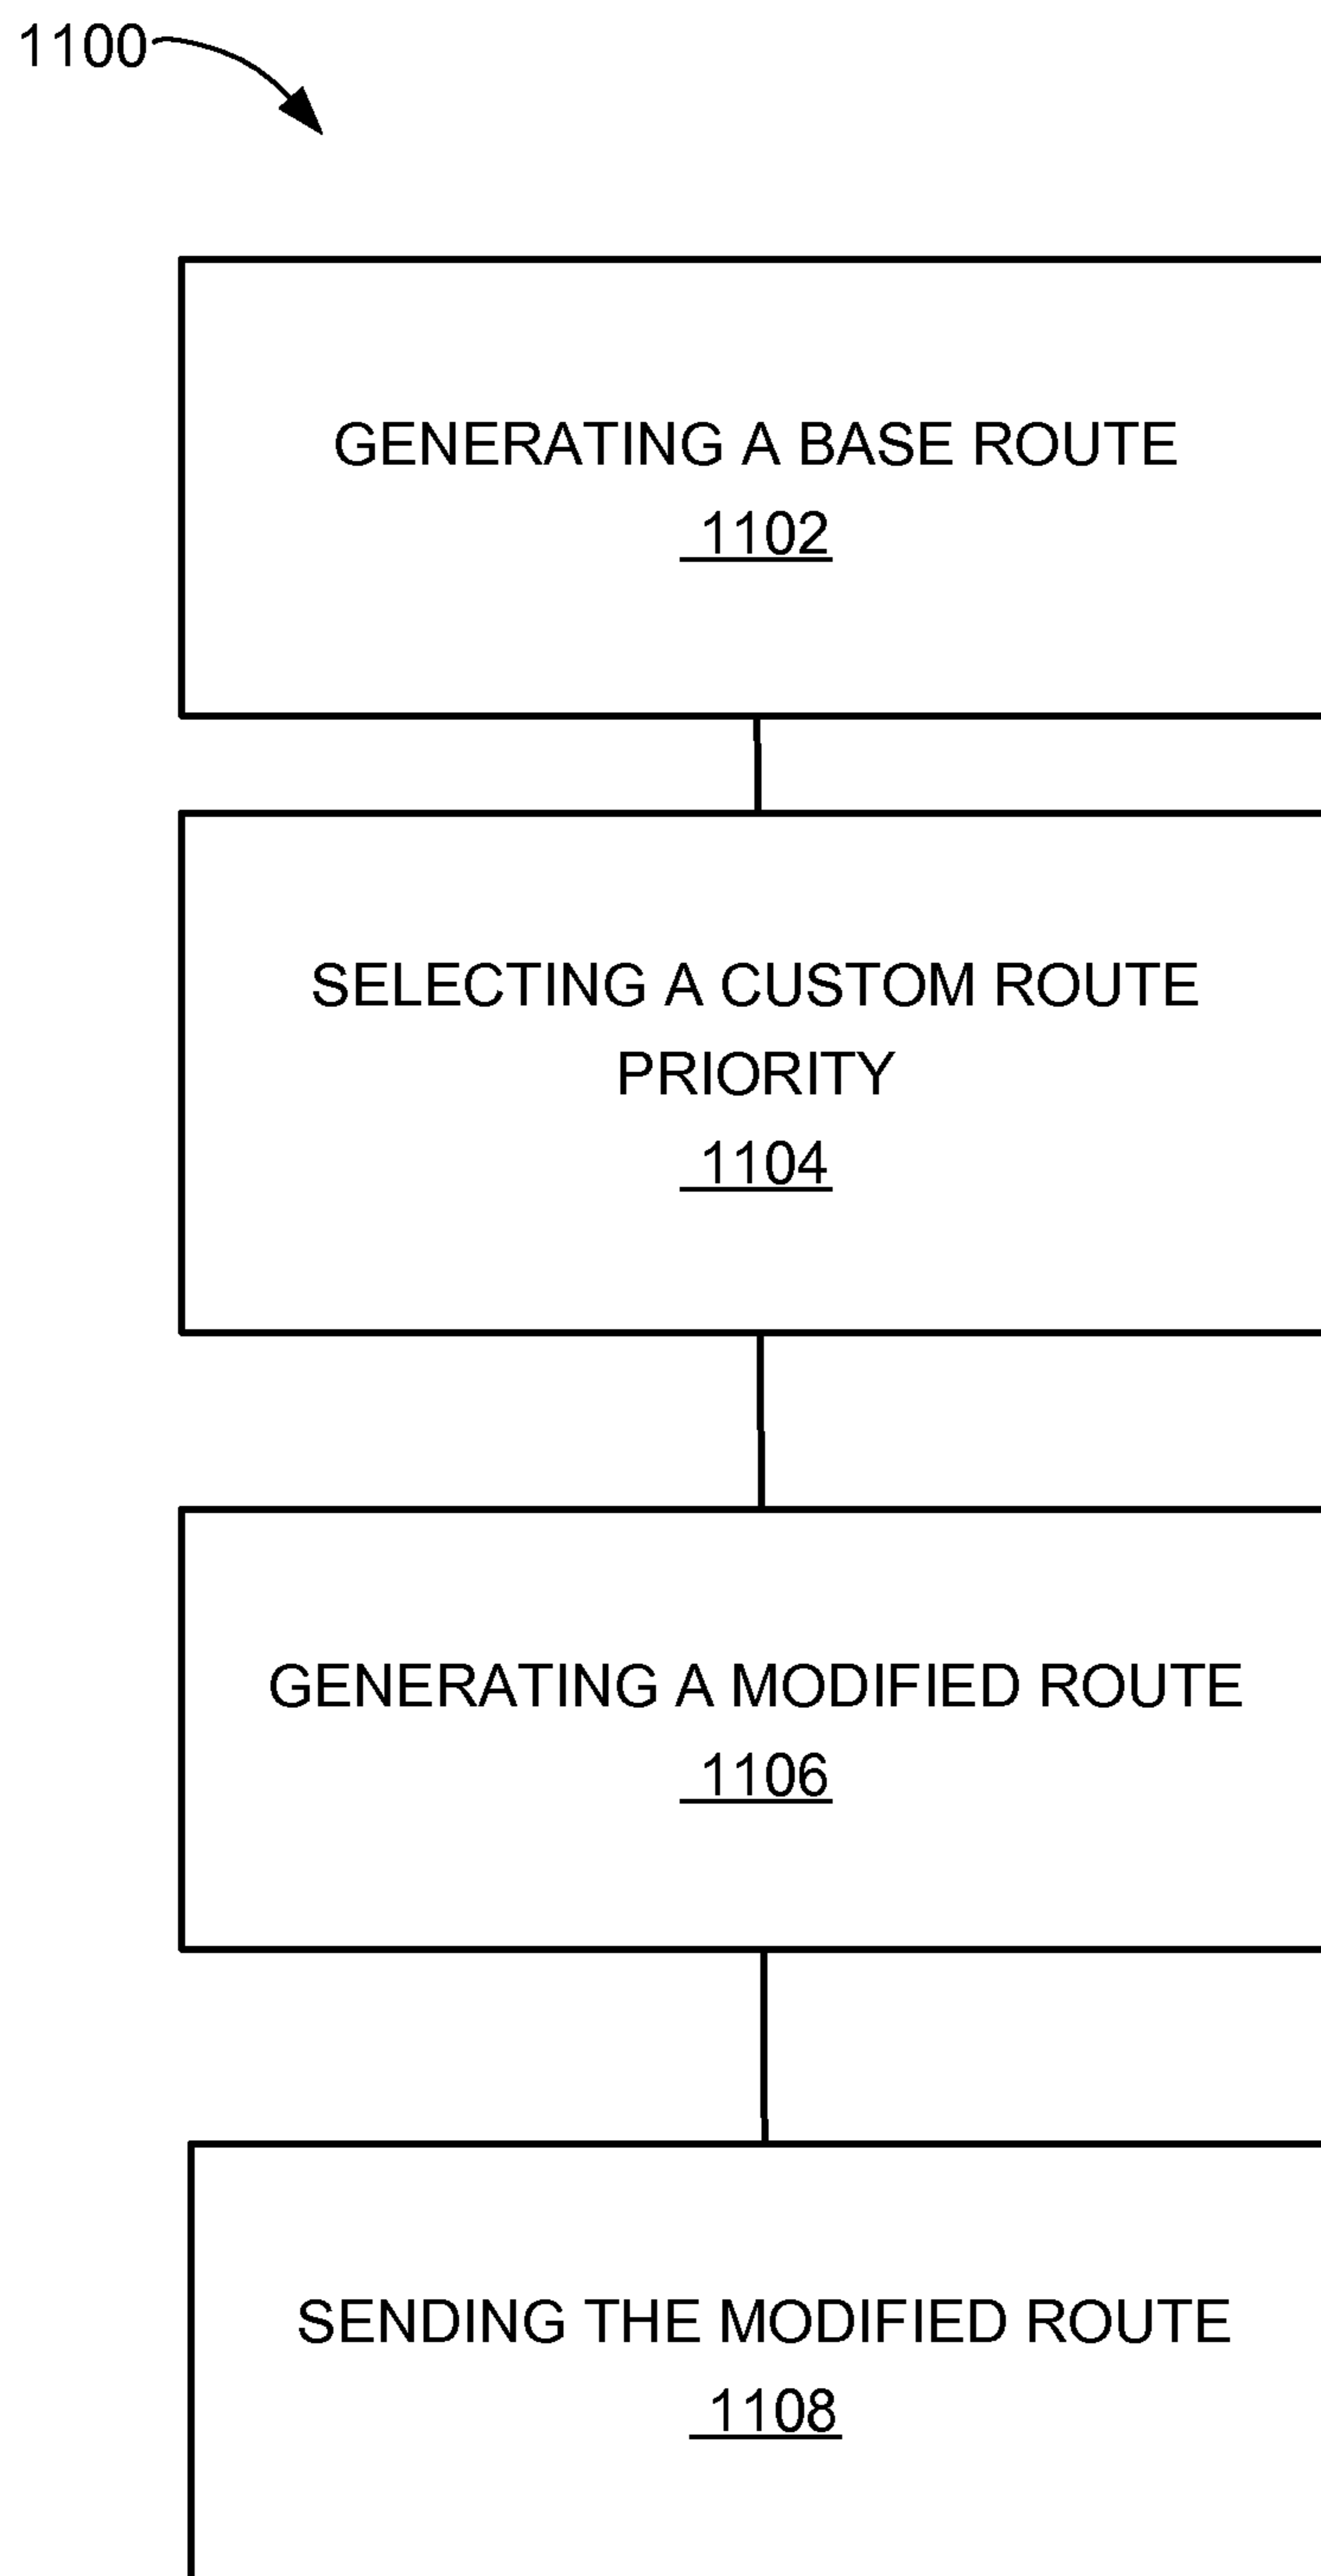 1100
GENERATING A BASE ROUTE
1102
SELECTING A CUSTOM ROUTE
PRIORITY
1104
GENERATING A MODIFIED ROUTE
1106
SENDING THE MODIFIED ROUTE
1108